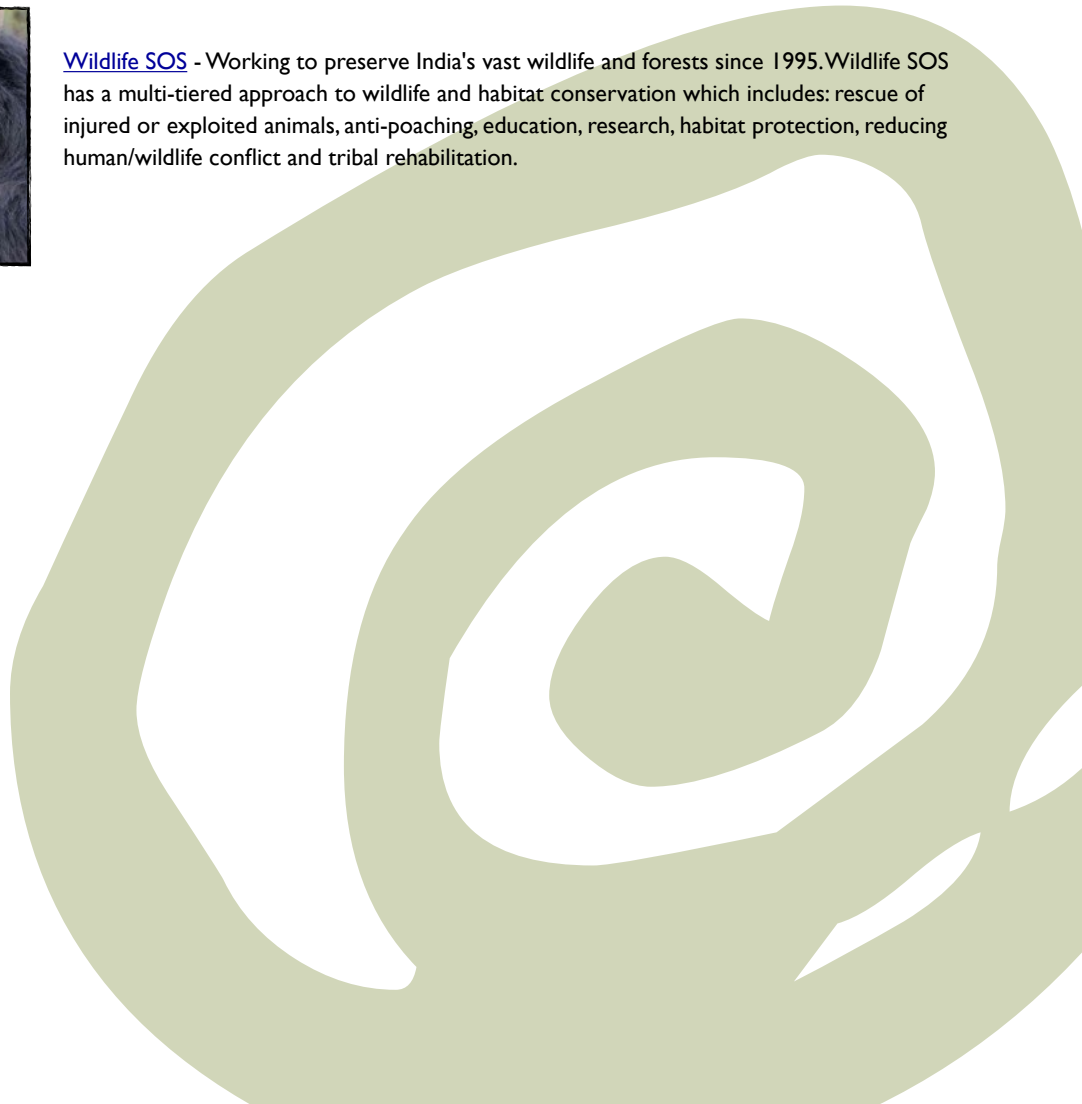 Wildlife SOS - Working to preserve India's vast wildlife and forests since 1995. Wildlife SOS
has a multi-tiered approach to wildlife and habitat conservation which includes: rescue of
injured or exploited animals, anti-poaching, education, research, habitat protection, reducing
human/wildlife conflict and tribal rehabilitation.